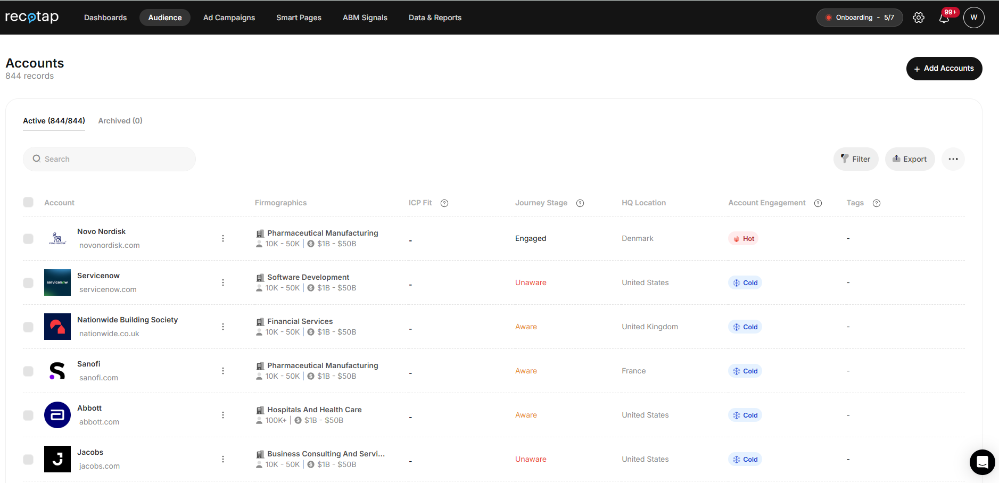 recotap
Dashboards
Audience
Ad Campaigns
Smart Pages
ABM Signals
Data & Reports
Onboarding - 5/7
99+
W
Accounts
844 records
+ Add Accounts
Active (844/844)
Archived (0)
Search
Filter
Export
Account
Firmographics
ICP Fit
Journey Stage
HQ Location
Account Engagement
Tags
Novo Nordisk
novonordisk.com
novo nordisk
Pharmaceutical Manufacturing
10K - 50K | $1B - $50B
-
Engaged
Denmark
Hot
-
Servicenow
servicenow.com
servicenow
Software Development
10K - 50K | $1B - $50B
-
Unaware
United States
Cold
-
Nationwide Building Society
nationwide.co.uk
Financial Services
10K - 50K | $1B - $50B
-
Aware
United Kingdom
Cold
-
Sanofi
sanofi.com
S
Pharmaceutical Manufacturing
10K - 50K | $1B - $50B
-
Aware
France
Cold
-
Abbott
abbott.com
Hospitals And Health Care
100K+ | $1B - $50B
-
Aware
United States
Cold
-
Jacobs
jacobs.com
J
Business Consulting And Servi...
10K - 50K | $1B - $50B
-
Unaware
United States
Cold
-